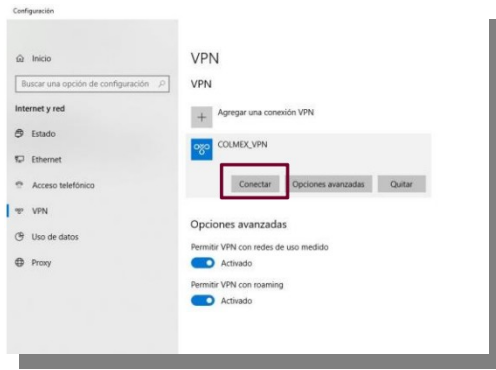 Configuración
Inicio
Buscar una opción de configuración
Internet y red
Estado
Ethernet
Acceso telefónico
VPN
Uso de datos
Proxy
VPN
VPN
Agregar una conexión VPN
COLMEX_VPN
Conectar
Opciones avanzadas
Quitar
Opciones avanzadas
Permitir VPN con redes de uso medido
Activado
Permitir VPN con roaming
Activado